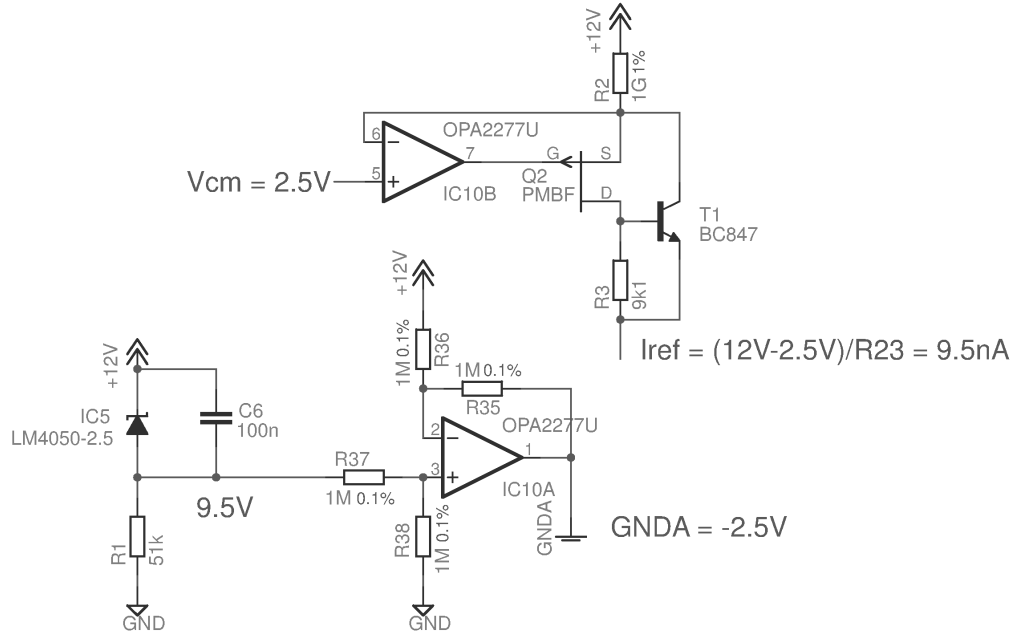 +12V
R2
1G 1%
6
OPA2277U
7
G
S
5
Vcm = 2.5V
Q2
PMBF
IC10B
D
T1
BC847
R3
9k1
+12V
Iref = (12V-2.5V)/R23 = 9.5nA
1M 0.1%
R36
+12V
1M 0.1%
R35
IC5
LM4050-2.5
C6
100n
OPA2277U
2
1
R37
3
1M 0.1%
IC10A
9.5V
R1
51k
R38
1M 0.1%
GNDA
GNDA = -2.5V
GND
GND